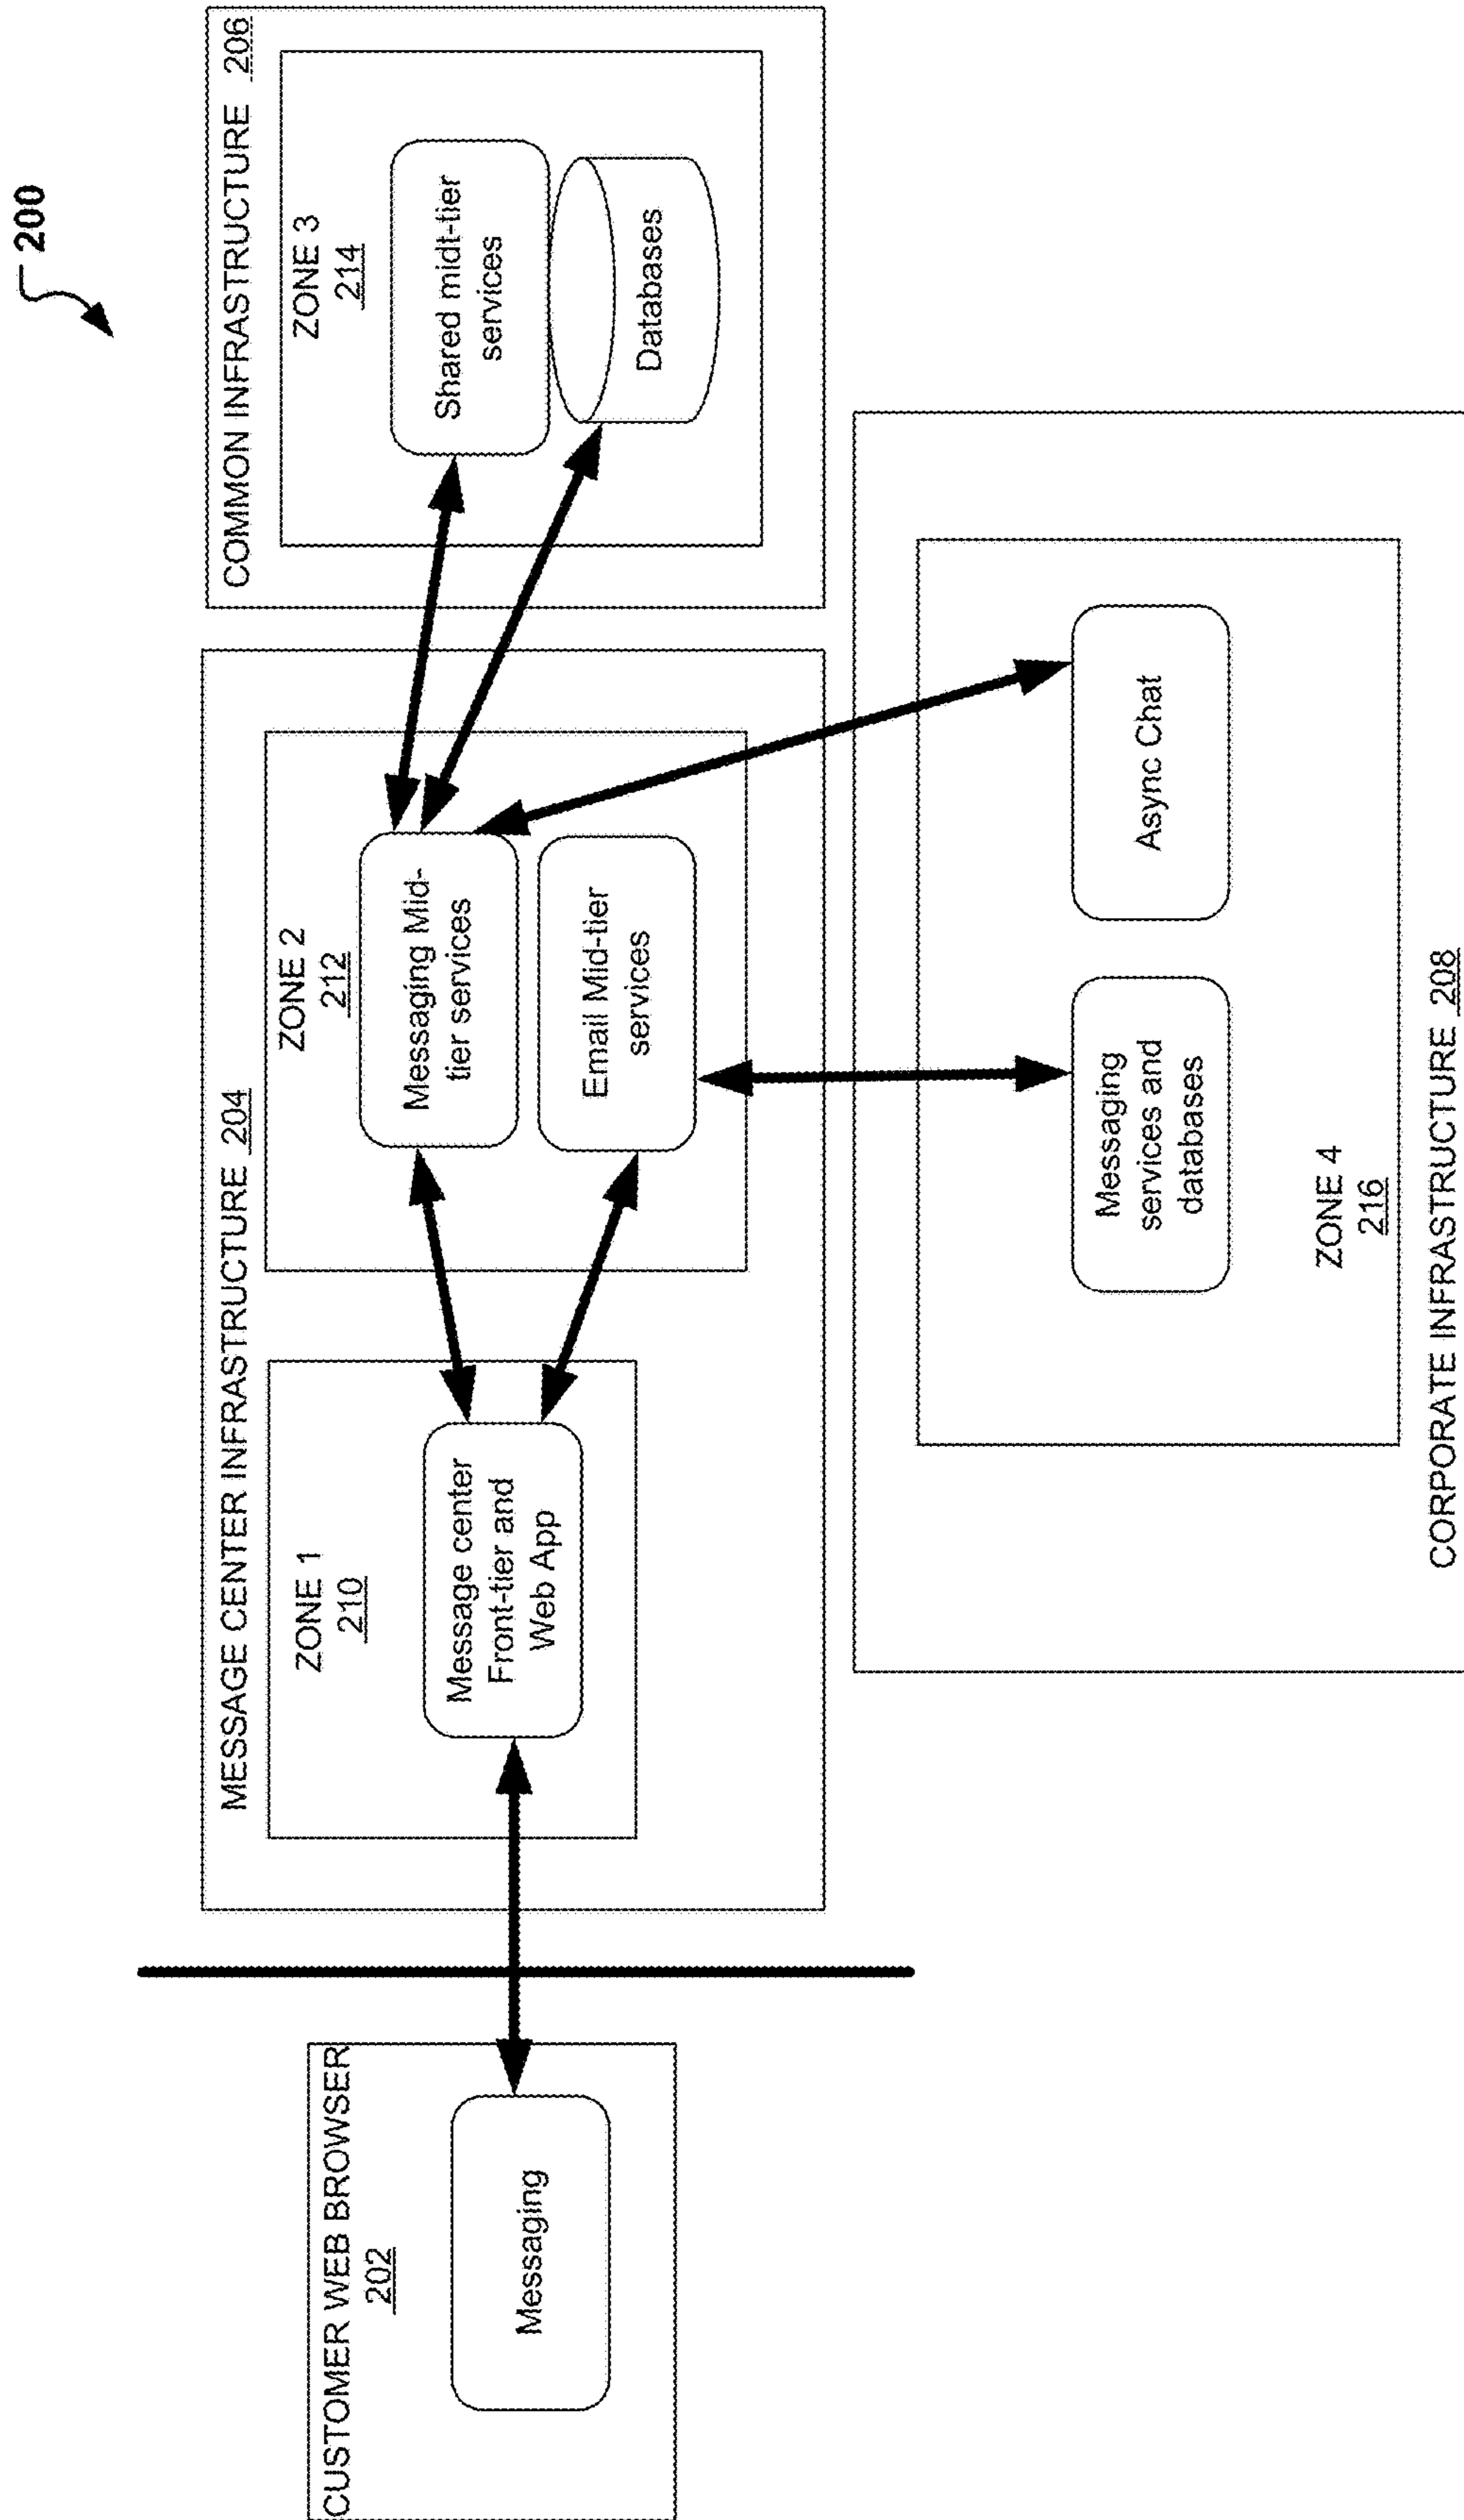 200
CUSTOMER WEB BROWSER
202
Messaging
MESSAGE CENTER INFRASTRUCTURE 204
ZONE 1
210
Message center
Front-tier and
Web App
ZONE 2
212
Messaging Mid-
tier services
Email Mid-tier
services
COMMON INFRASTRUCTURE 206
ZONE 3
214
Shared midt-tier
services
Databases
Messaging
services and
databases
Async Chat
ZONE 4
216
CORPORATE INFRASTRUCTURE 208